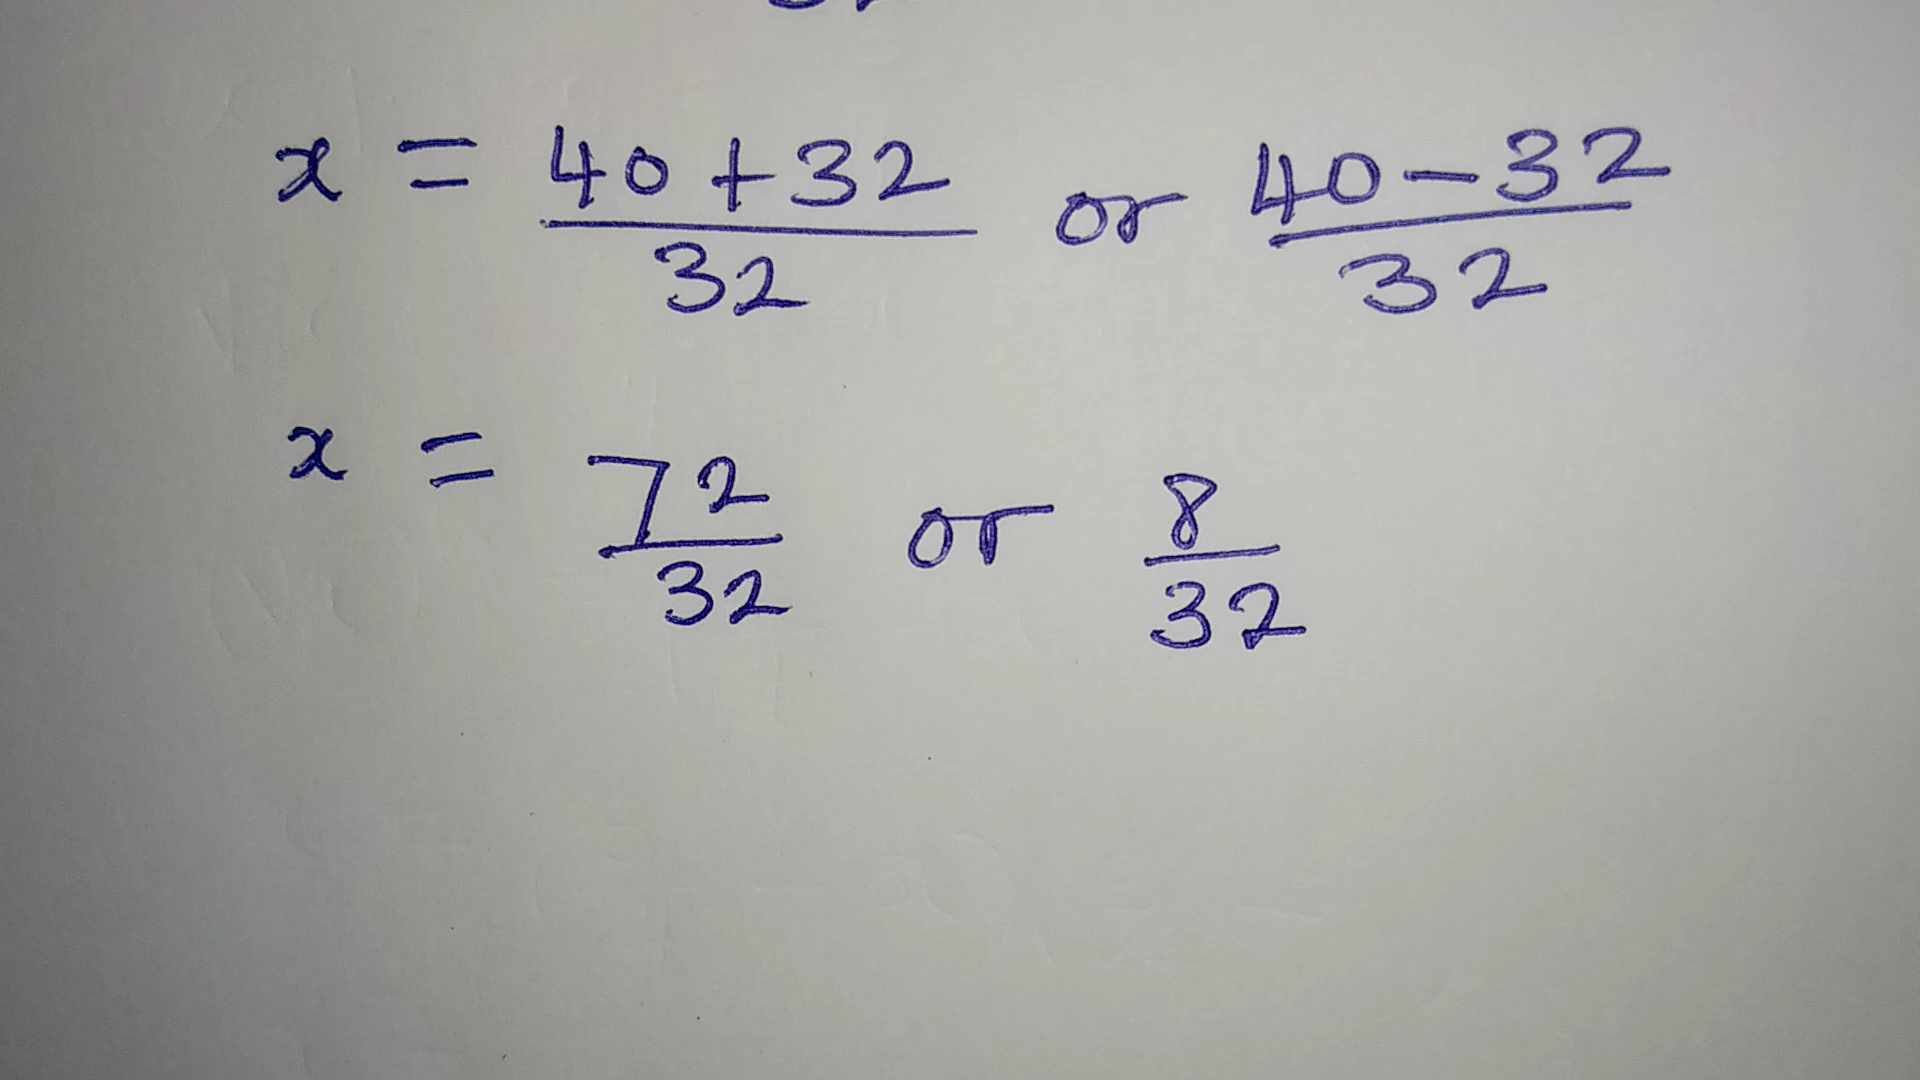 x = 40 + 32 / 32 or 40 - 32 / 32
x = 72 / 32 or 8 / 32